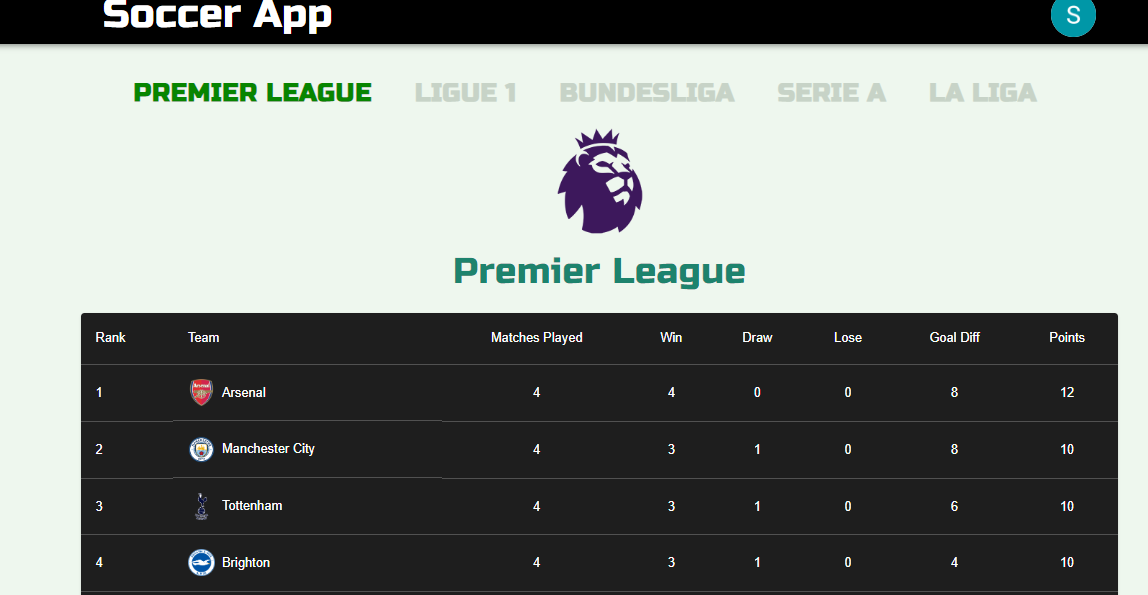 Soccer App S
PREMIER LEAGUE LIGUE 1 BUNDESLIGA SERIE A LA LIGA
Premier League
Rank Team Matches Played Win Draw Lose Goal Diff Points
1 Arsenal 4 4 0 0 8 12
2 Manchester City 4 3 1 0 8 10
3 Tottenham 4 3 1 0 6 10
4 Brighton 4 3 1 0 4 10